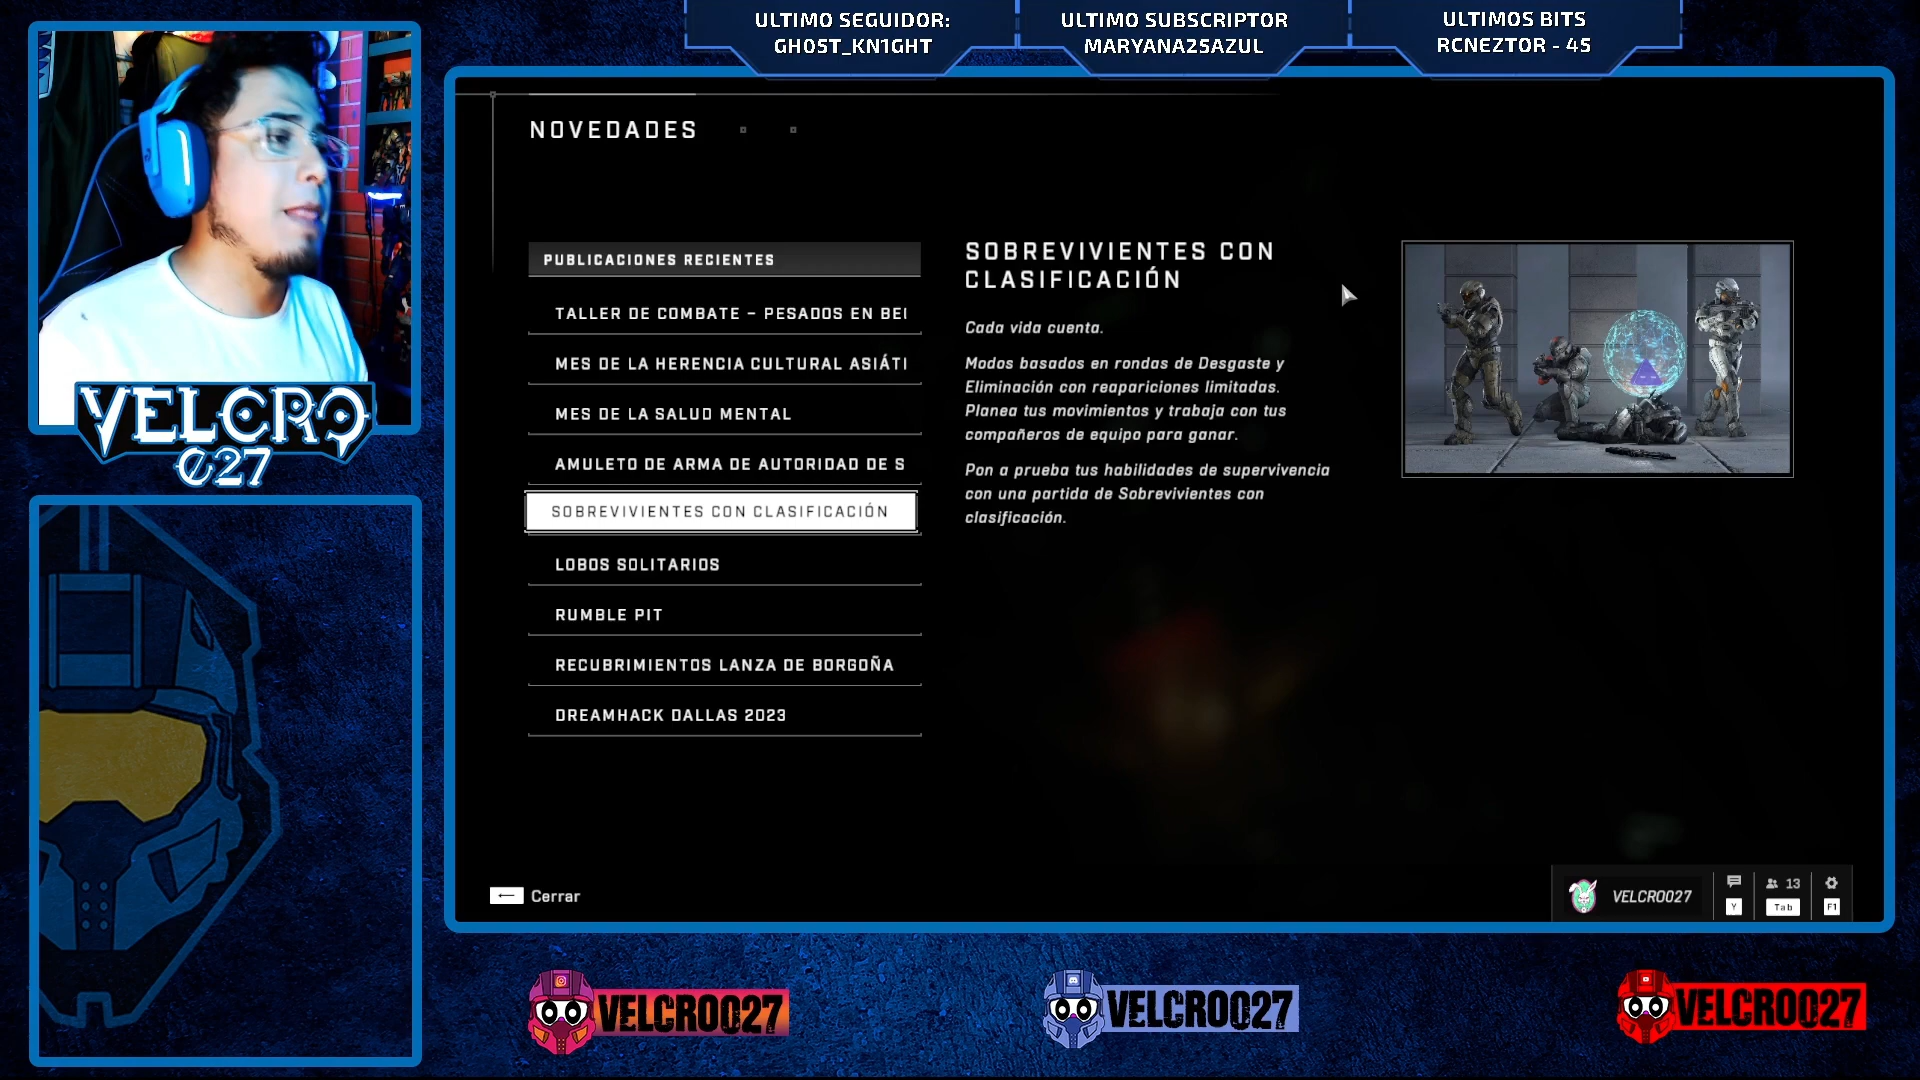 ULTIMO SEGUIDOR:
GH05T_KN1GHT
ULTIMO SUBSCRIPTOR
MARYANA25AZUL
ULTIMOS BITS
RCNEZTOR - 45
NOVEDADES
PUBLICACIONES RECIENTES
TALLER DE COMBATE – PESADOS EN
MES DE LA HERENCIA CULTURAL ASIÁTI
MES DE LA SALUD MENTAL
AMULETO DE ARMA DE AUTORIDAD DE S
SOBREVIVIENTES CON CLASIFICACIÓN
LOBOS SOLITARIOS
RUMBLE PIT
RECUBRIMIENTOS LANZA DE BORGOÑA
DREAMHACK DALLAS 2023
SOBREVIVIENTES CON
CLASIFICACIÓN
Cada vida cuenta.
Modos basados en rondas de Desgaste y
Eliminación con reapariciones limitadas.
Planea tus movimientos y trabaja con tus
compañeros de equipo para ganar.
Pon a prueba tus habilidades de supervivencia
con una partida de Sobrevivientes con
clasificación.
VELCRO
027
Cerrar
VELCRO027
13
Y
Tab
F1
VELCRO027
VELCRO027
VELCRO027